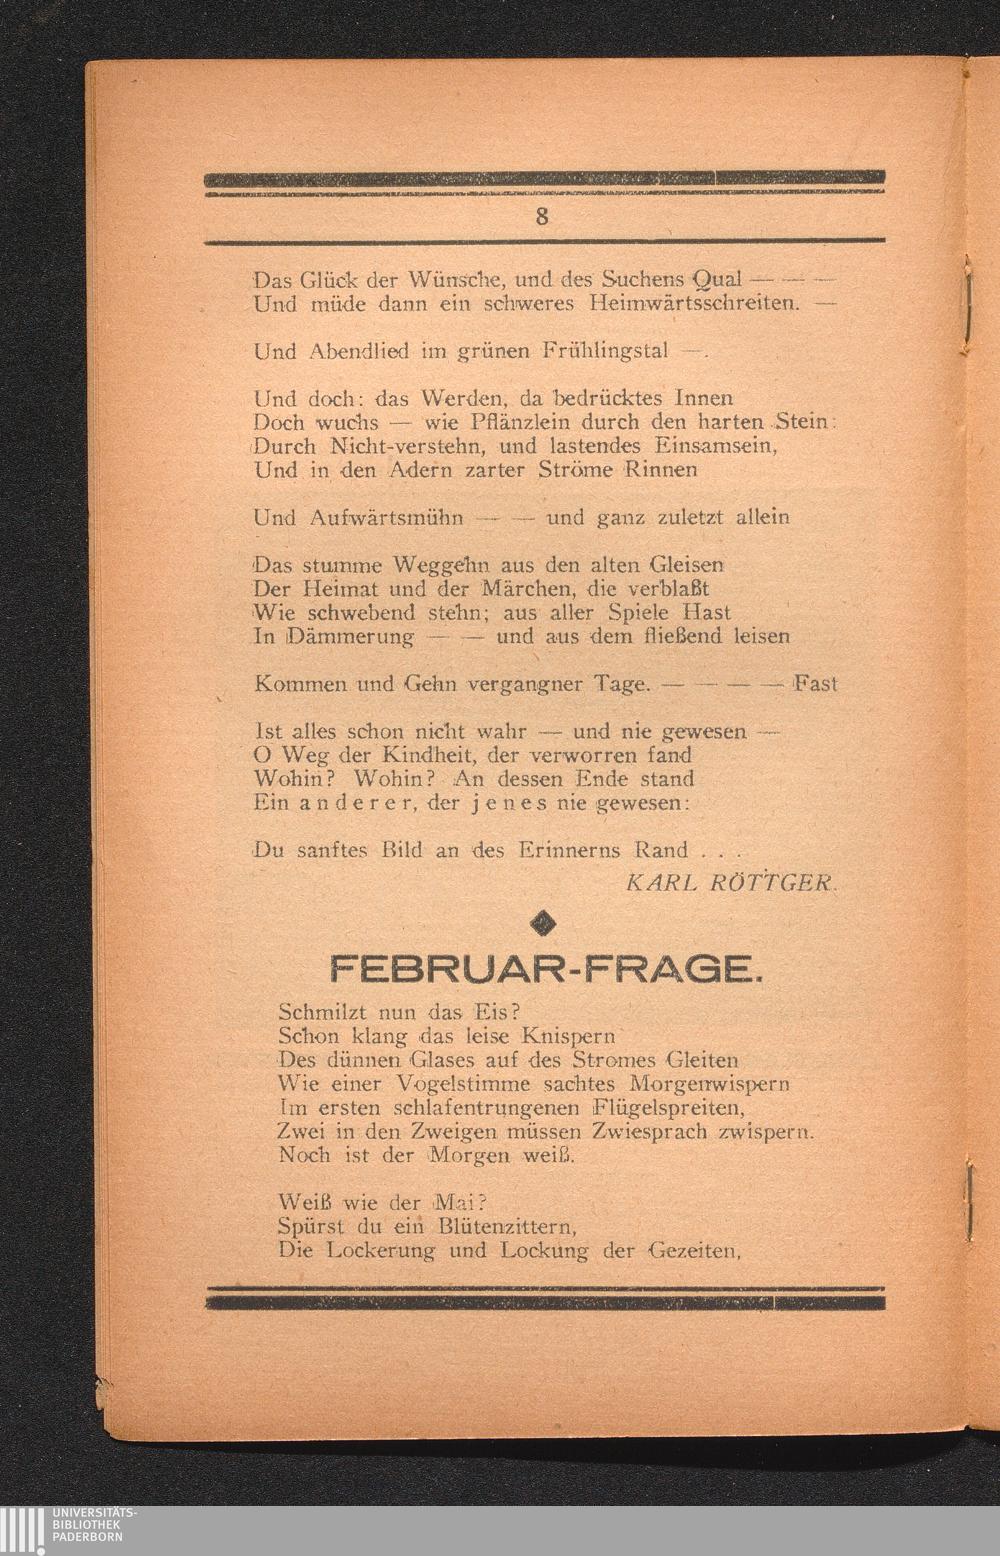 8
Das Glück der Wünsche, und des Suchens Qual — — —
Und müde dann ein schweres Heimwärtsschreiten. —
Und Abendlied im grünen Frühlingstal —.
Und doch: das Werden, da bedrücktes Innen
Doch wuchs — wie Pflänzlein durch den harten Stein:
Durch Nicht-verstehn, und lastendes Einsamsein,
Und in den Adern zarter Ströme Rinnen
Und Aufwärtsmühn — — und ganz zuletzt allein
Das stumme Weggehn aus den alten Gleisen
Der Heimat und der Märchen, die verblaßt
Wie schwebend stehn; aus aller Spiele Hast
In Dämmerung — — und aus dem fließend leisen
Kommen und Gehn vergangner Tage. — — — — Fast
Ist alles schon nicht wahr — und nie gewesen —
O Weg der Kindheit, der verworren fand
Wohin? Wohin? An dessen Ende stand
Ein anderer, der jenes nie gewesen:
Du sanftes Bild an des Erinnerns Rand . . .
KARL RÖTTGER.
FEBRUAR-FRAGE.
Schmilzt nun das Eis?
Schon klang das leise Knispern
Des dünnen Glases auf des Stromes Gleiten
Wie einer Vogelstimme sachtes Morgenwispern
Im ersten schlafentrungenen Flügelspreiten,
Zwei in den Zweigen müssen Zwiesprach zwispern.
Noch ist der Morgen weiß.
Weiß wie der Mai?
Spürst du ein Blütenzittern,
Die Lockerung und Lockung der Gezeiten,
UNIVERSITÄTS-
BIBLIOTHEK
PADERBORN